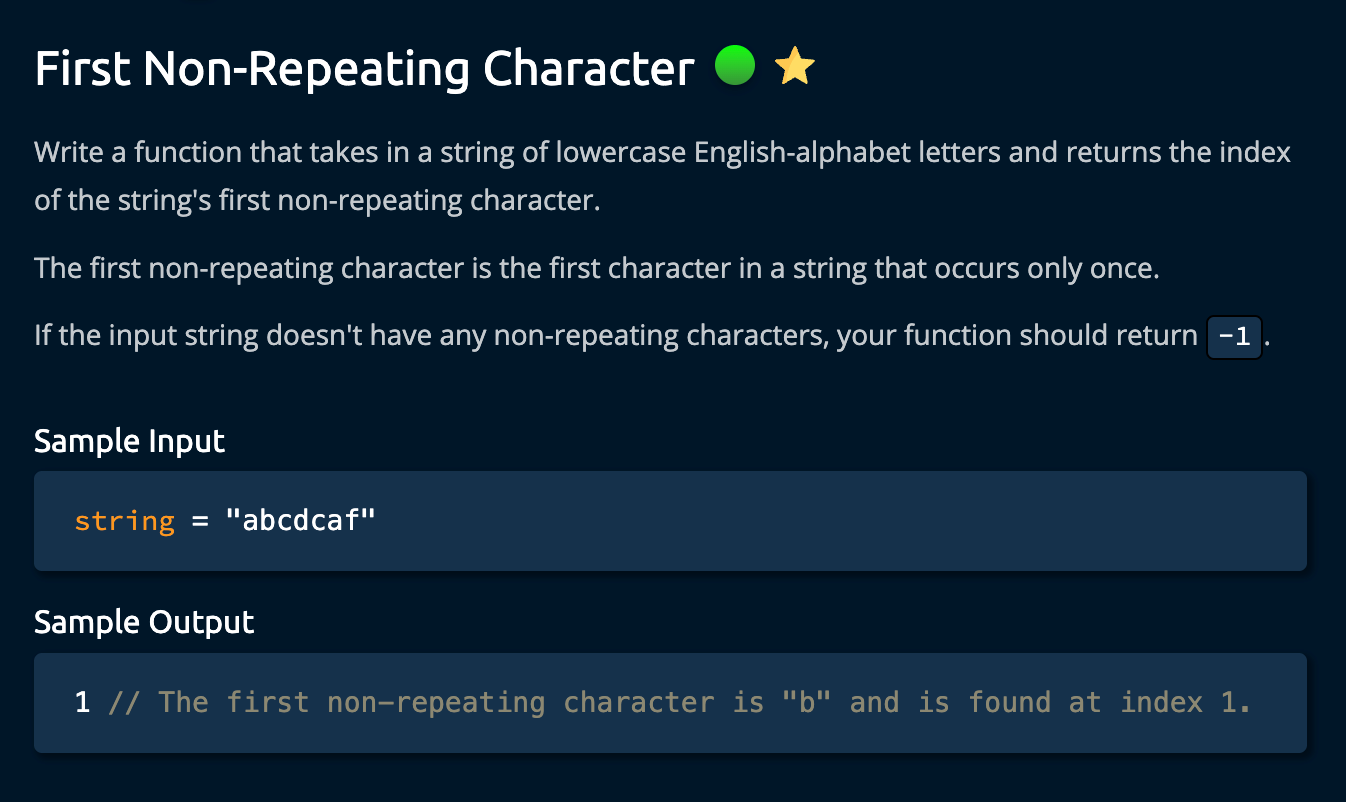 First Non-Repeating Character
Write a function that takes in a string of lowercase English-alphabet letters and returns the index
of the string's first non-repeating character.
The first non-repeating character is the first character in a string that occurs only once.
If the input string doesn't have any non-repeating characters, your function should return -1.
Sample Input
string = "abcdcaf"
Sample Output
1 // The first non-repeating character is "b" and is found at index 1.